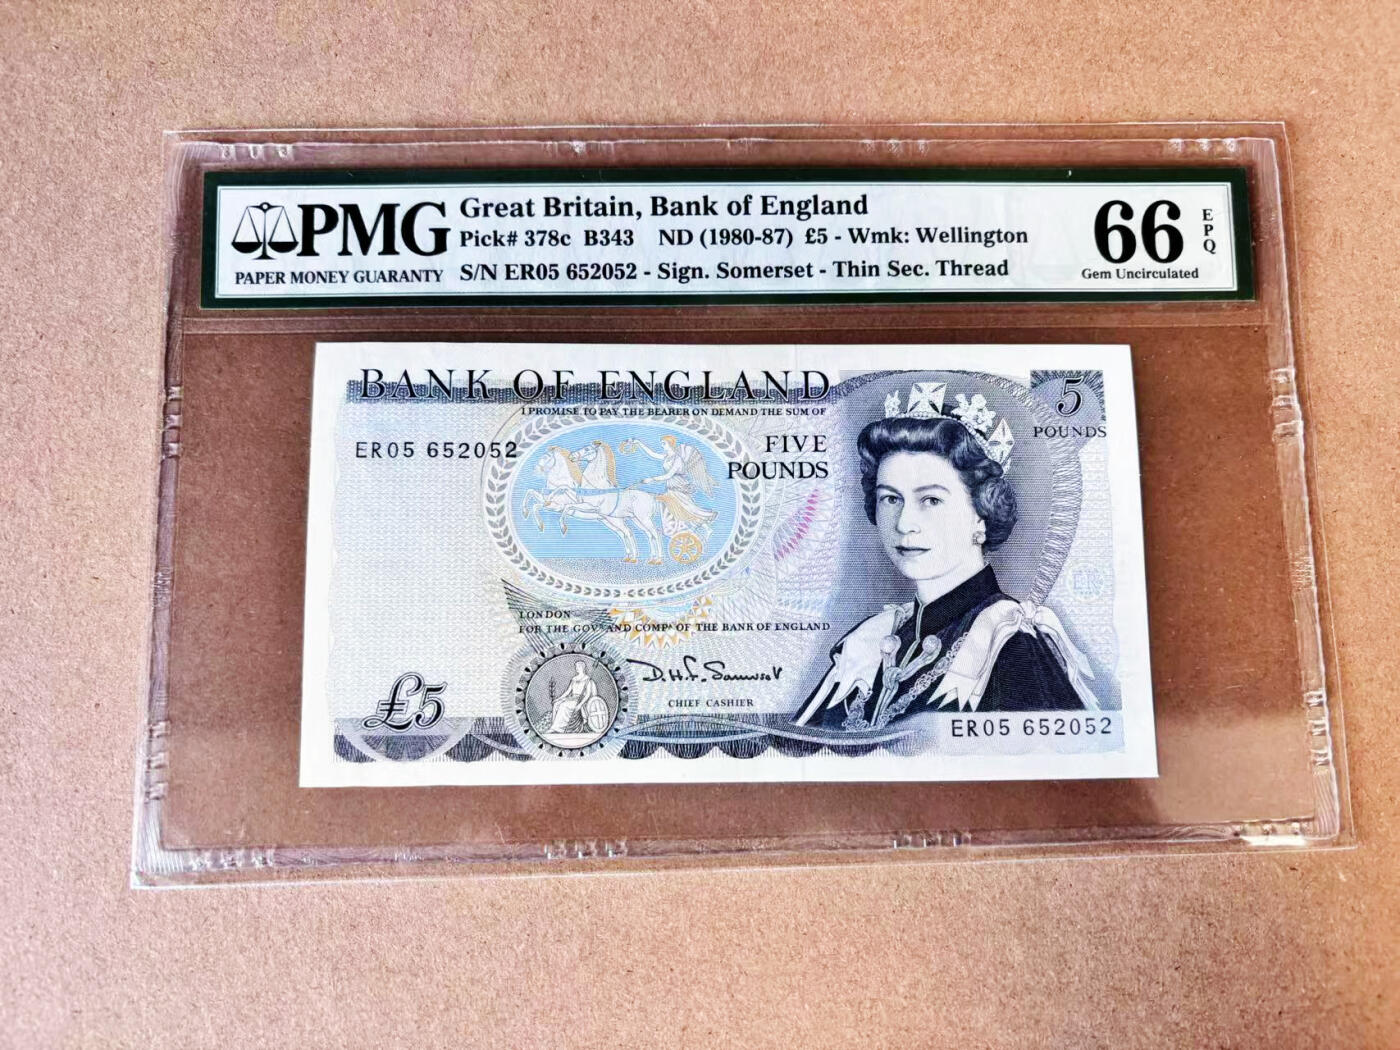 PMG
PAPER MONEY GUARANTY
Great Britain, Bank of England
Pick# 378c B343 ND (1980-87) £5 - Wmk: Wellington
S/N ER05 652052 - Sign. Somerset - Thin Sec. Thread
66
EPQ
Gem Uncirculated
BANK OF ENGLAND
I PROMISE TO PAY THE BEARER ON DEMAND THE SUM OF
5
POUNDS
ER05 652052
FIVE
POUNDS
ER
LONDON
FOR THE GOVR AND COMPA OF THE BANK OF ENGLAND
D.H.F. Somerset
CHIEF CASHIER
£5
ER05 652052